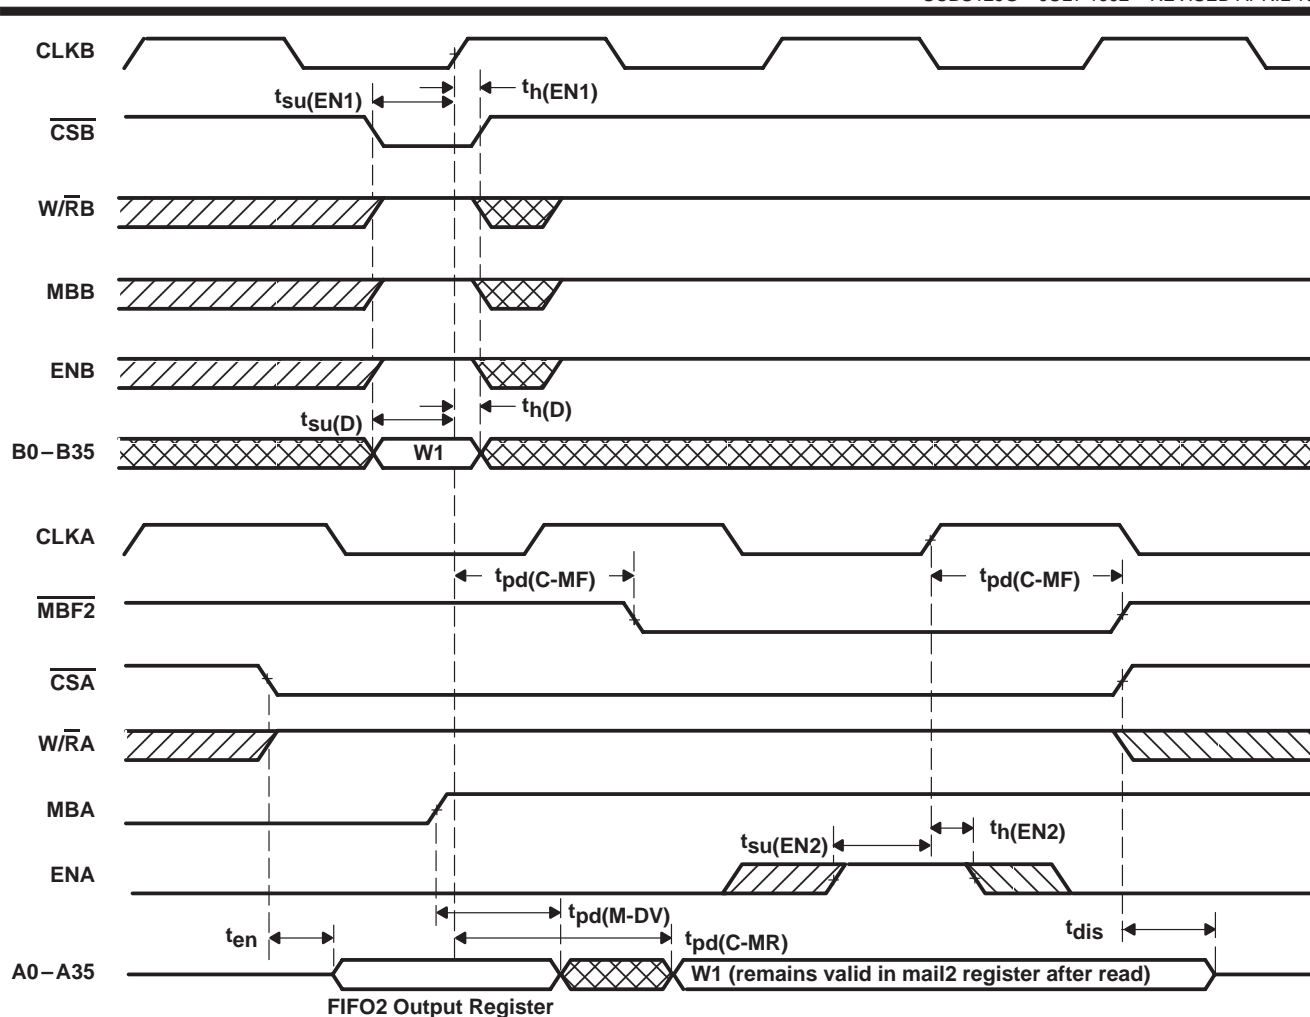 CLKB
tsu(EN1)
th(EN1)
CSB
W/RB
MBB
ENB
tsu(D)
th(D)
B0–B35
W1
CLKA
tpd(C-MF)
tpd(C-MF)
MBF2
CSA
W/RA
MBA
tsu(EN2)
th(EN2)
ENA
tpd(M-DV)
ten
tpd(C-MR)
tdis
A0–A35
W1 (remains valid in mail2 register after read)
FIFO2 Output Register